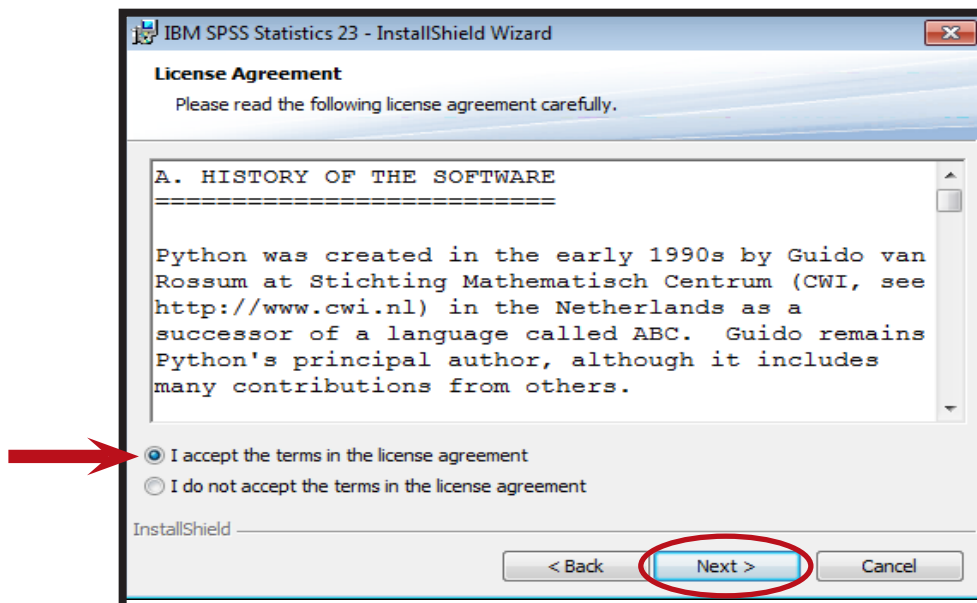 IBM SPSS Statistics 23 - InstallShield Wizard
License Agreement
Please read the following license agreement carefully.
A. HISTORY OF THE SOFTWARE
==========================
Python was created in the early 1990s by Guido van
Rossum at Stichting Mathematisch Centrum (CWI, see
http://www.cwi.nl) in the Netherlands as a
successor of a language called ABC.  Guido remains
Python's principal author, although it includes
many contributions from others.
I accept the terms in the license agreement
I do not accept the terms in the license agreement
InstallShield
< Back Next > Cancel